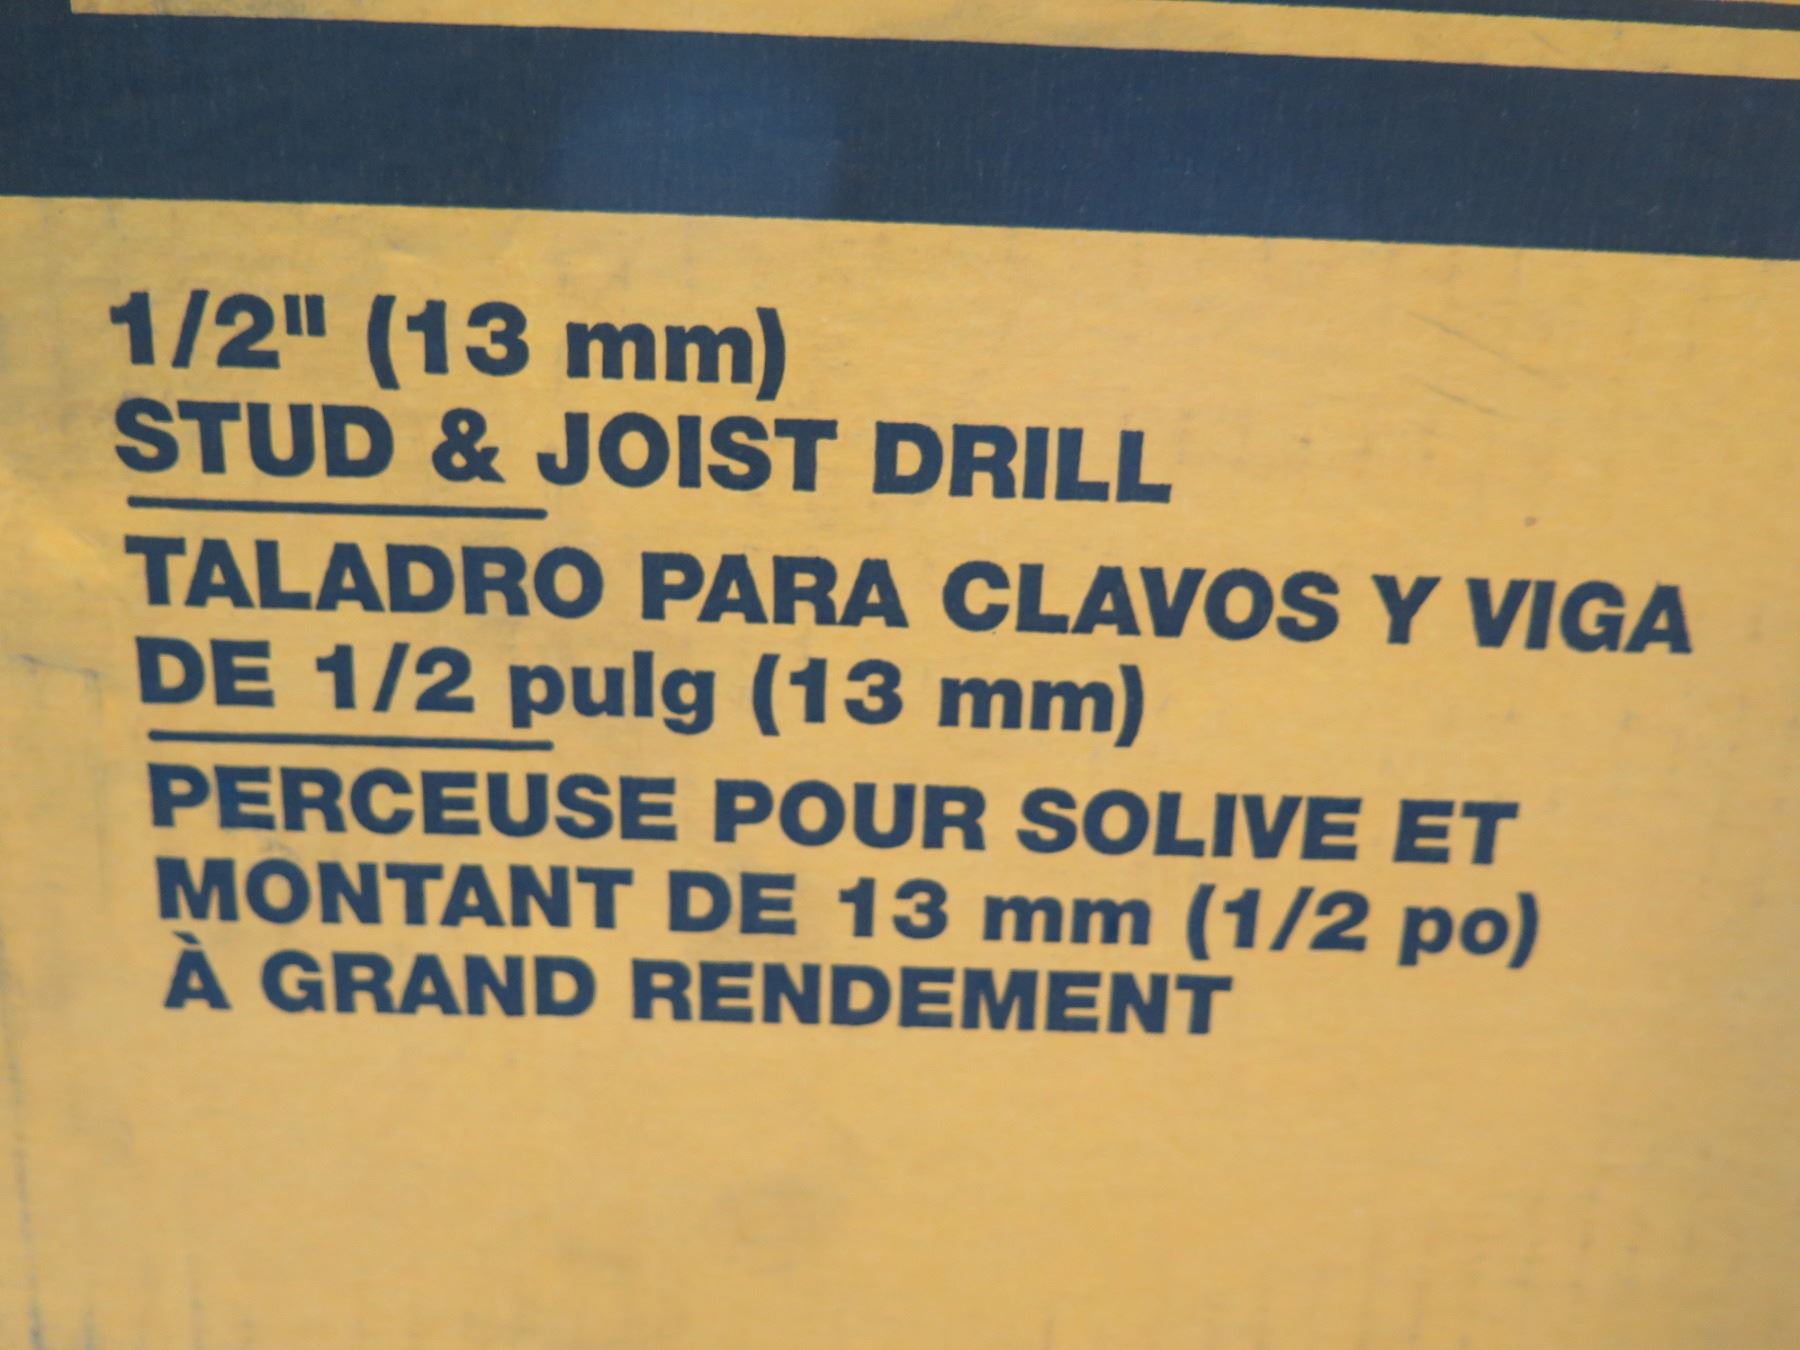 1/2" (13 mm)
STUD & JOIST DRILL
TALADRO PARA CLAVOS Y VIGA
DE 1/2 pulg (13 mm)
PERCEUSE POUR SOLIVE ET
MONTANT DE 13 mm (1/2 po)
À GRAND RENDEMENT